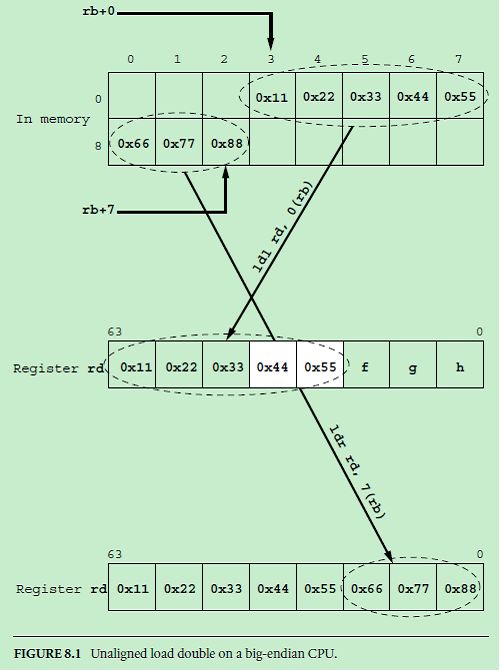 rb+0
0 1 2 3 4 5 6 7
0 0x11 0x22 0x33 0x44 0x55
In memory
8 0x66 0x77 0x88
rb+7
ldl rd, 0(rb)
63 0
Register rd 0x11 0x22 0x33 0x44 0x55 f g h
ldr rd, 7(rb)
63 0
Register rd 0x11 0x22 0x33 0x44 0x55 0x66 0x77 0x88
FIGURE 8.1 Unaligned load double on a big-endian CPU.